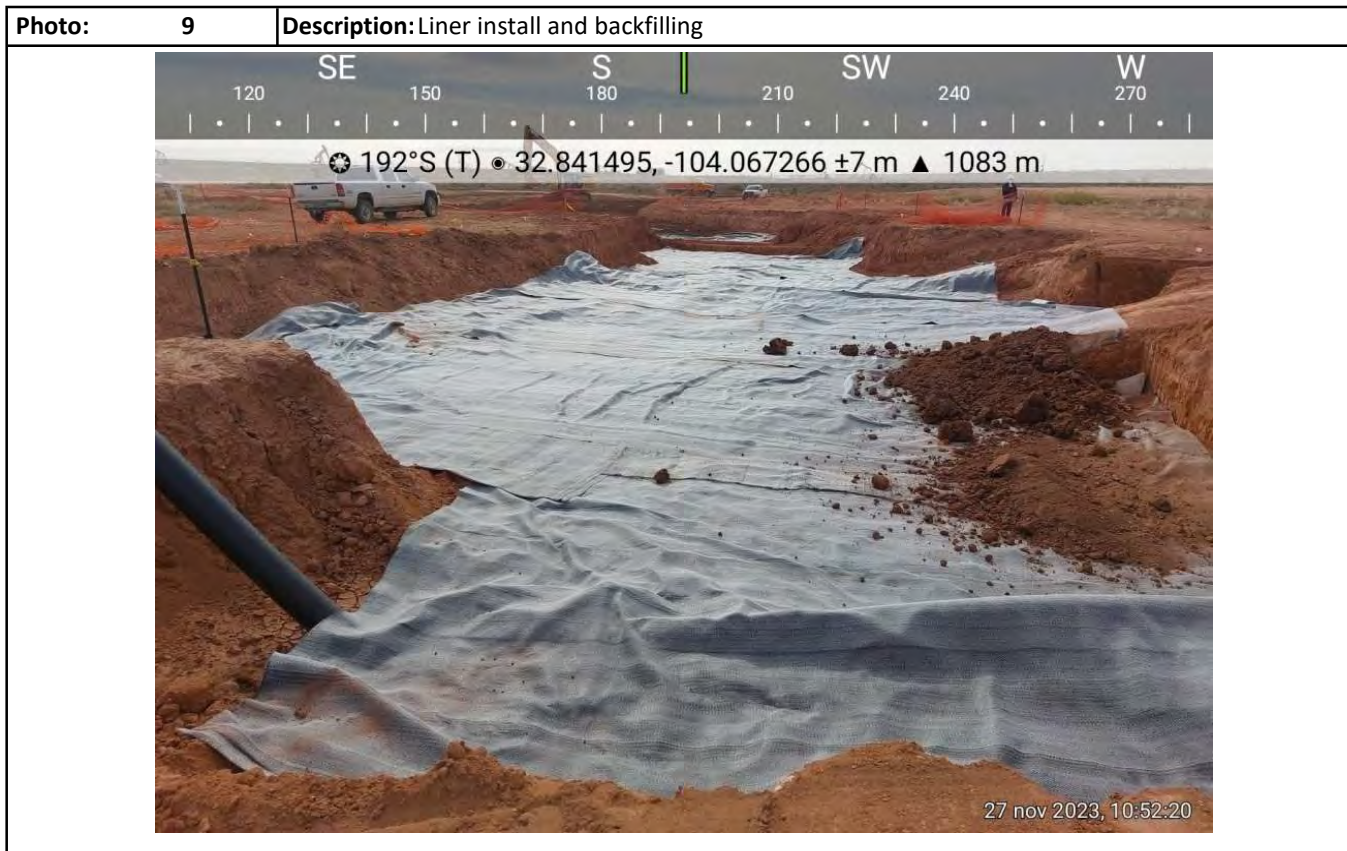 Photo: 9 Description: Liner install and backfilling
SE S SW W
120 150 180 210 240 270
192°S (T) 32.841495, -104.067266 ±7 m ▲ 1083 m
27 nov 2023, 10:52:20